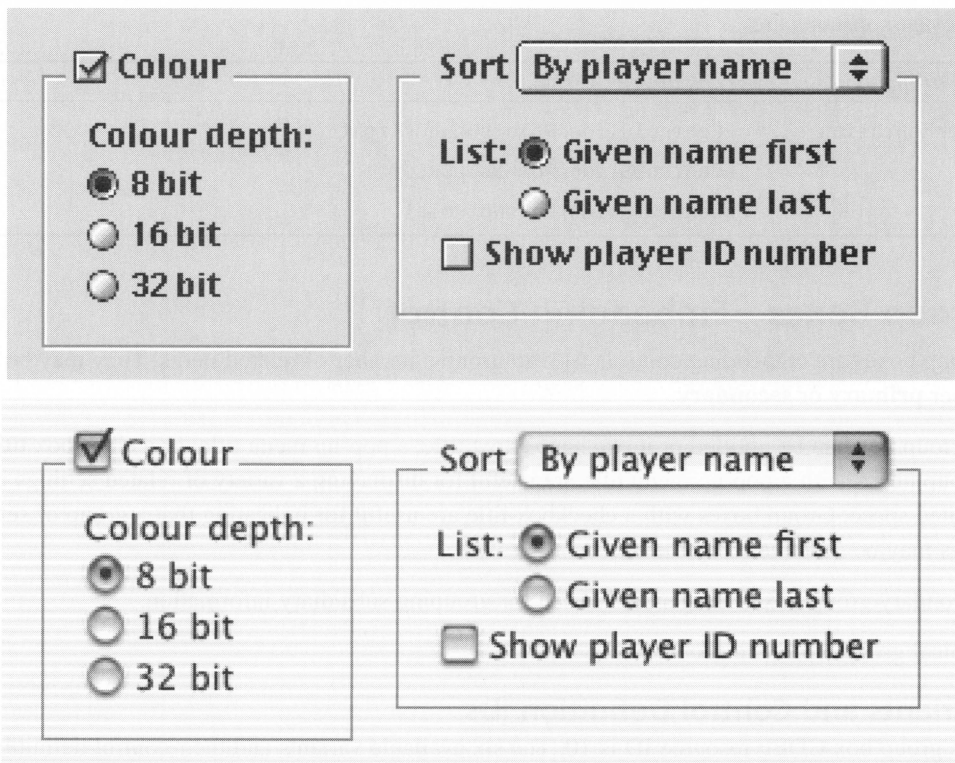 Colour
Colour depth:
8 bit
16 bit
32 bit
Sort By player name
List: Given name first
Given name last
Show player ID number
Colour
Colour depth:
8 bit
16 bit
32 bit
Sort By player name
List: Given name first
Given name last
Show player ID number